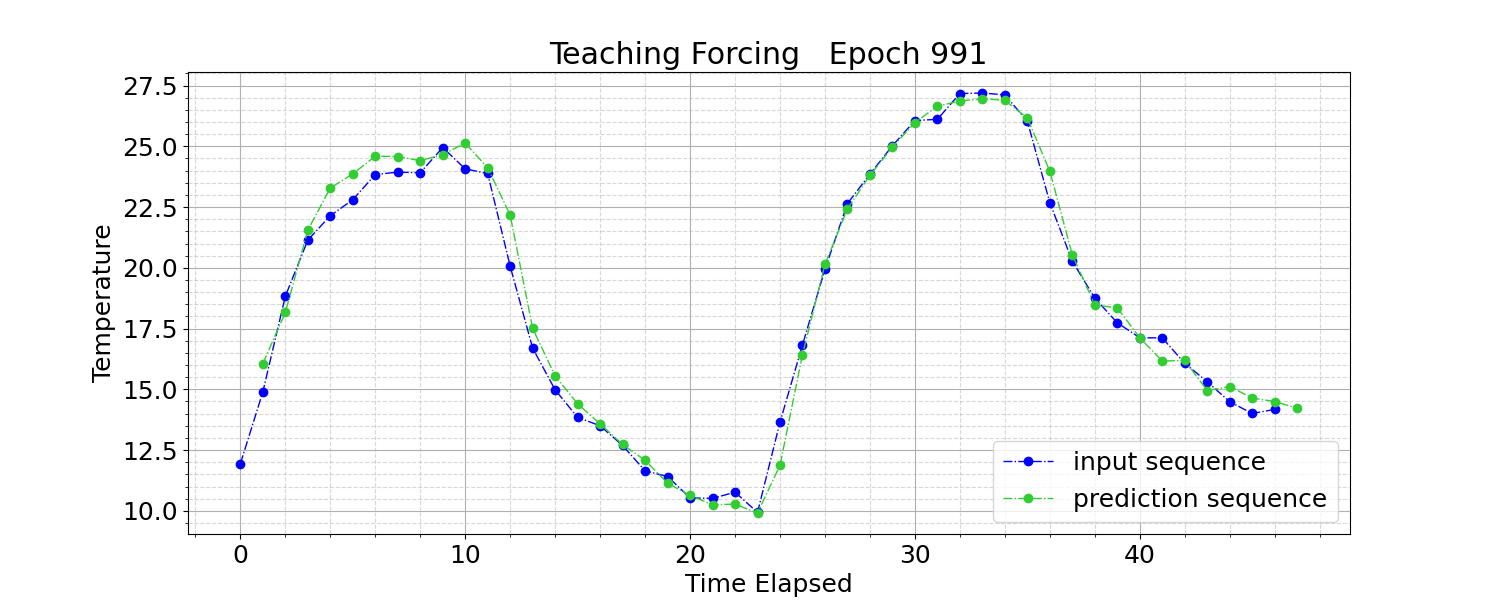 Teaching Forcing   Epoch 991
27.5
25.0
22.5
20.0
17.5
15.0
12.5
10.0
Temperature
0 10 20 30 40
Time Elapsed
input sequence
prediction sequence